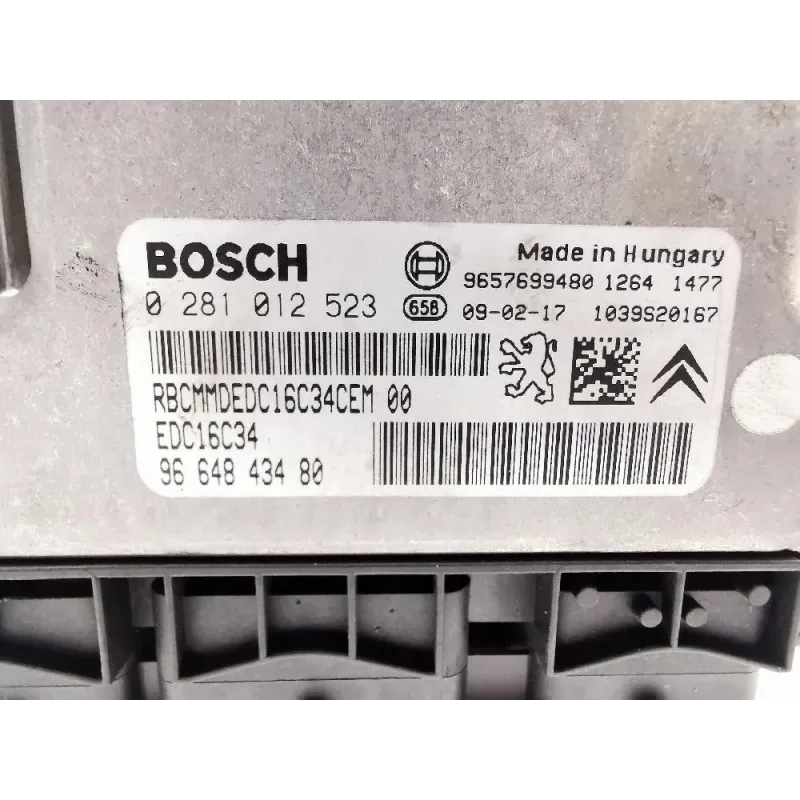 BOSCH
Made in Hungary
9657699480 1264 1477
0 281 012 523
658 09-02-17 1039S20167
RBCMMDEDC16C34CEM 00
EDC16C34
96 648 434 80